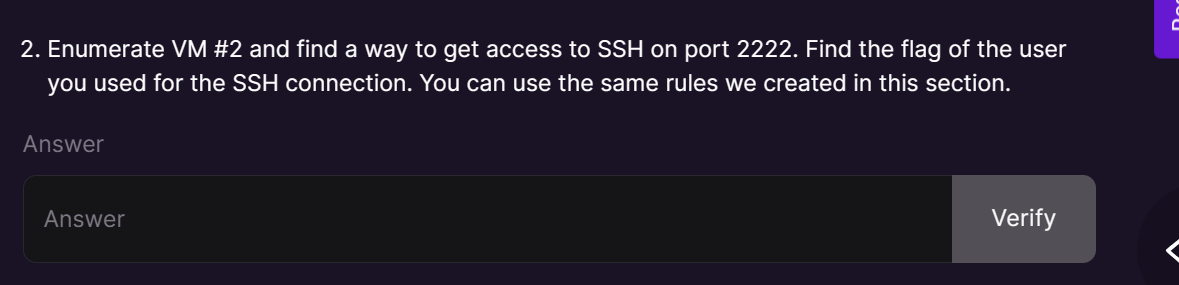 2. Enumerate VM #2 and find a way to get access to SSH on port 2222. Find the flag of the user
you used for the SSH connection. You can use the same rules we created in this section.
Answer
Answer
Verify